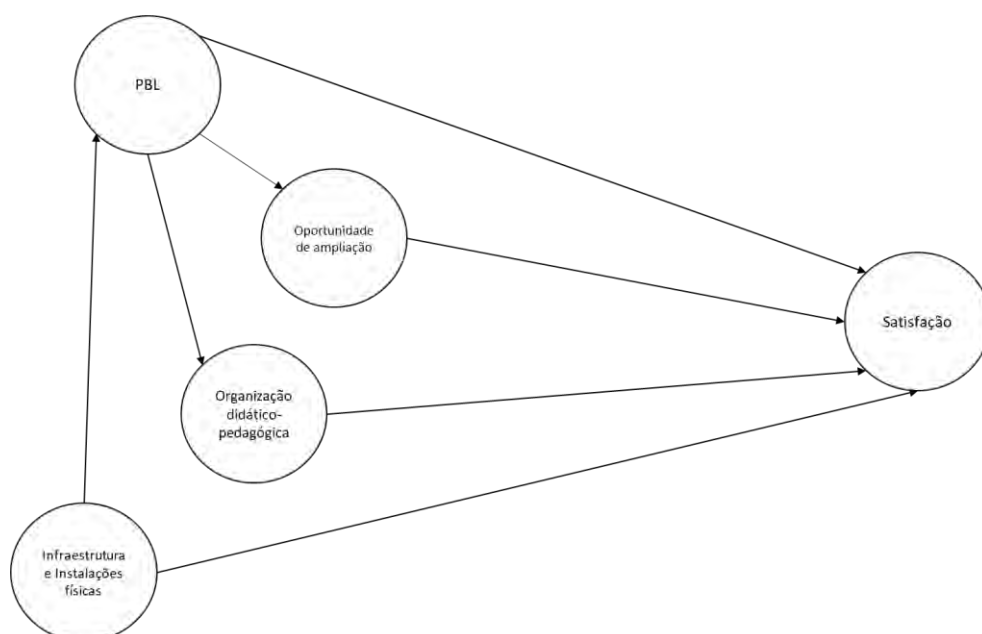 PBL
Oportunidade
de ampliação
Satisfação
Organização
didático-
pedagógica
Infraestrutura
e Instalações
físicas